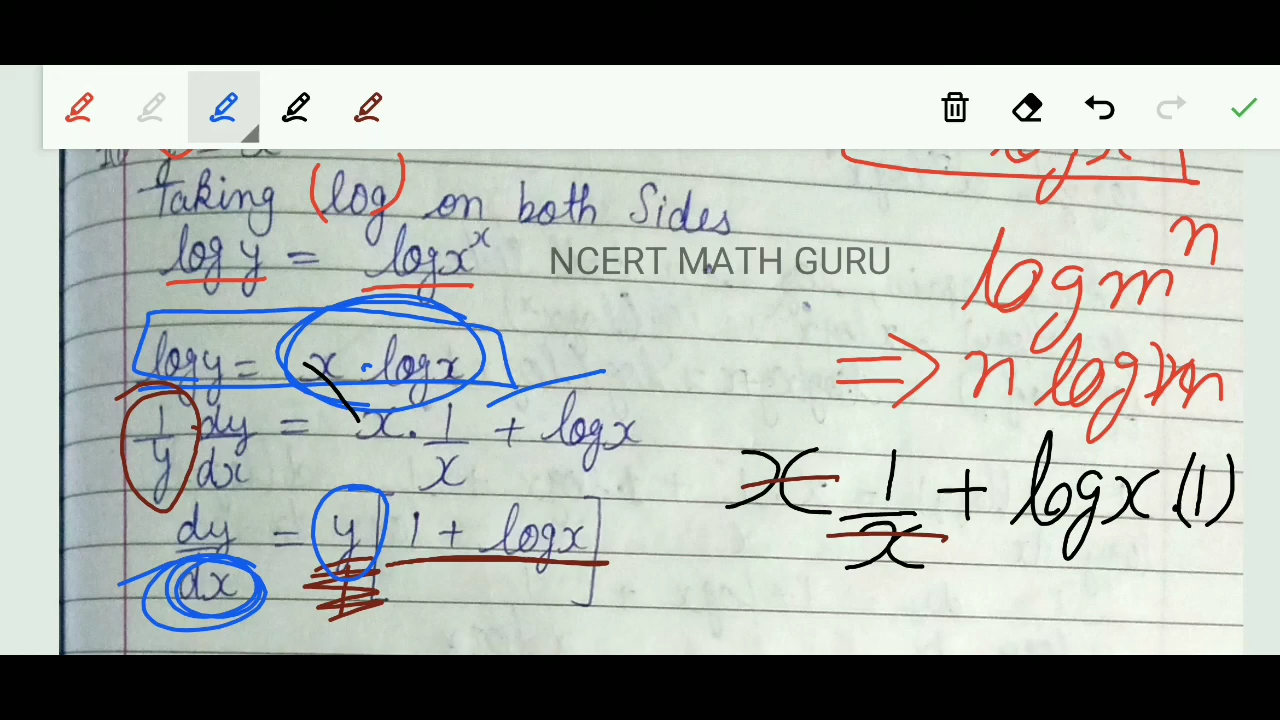 Taking (log) on both Sides
log y = log x^x
NCERT MATH GURU
log m^n
log y = x · log x
⇒ n log m
1/y dy/dx = x · 1/x + log x
x 1/x + log x · (1)
dy/dx = y [1 + log x]